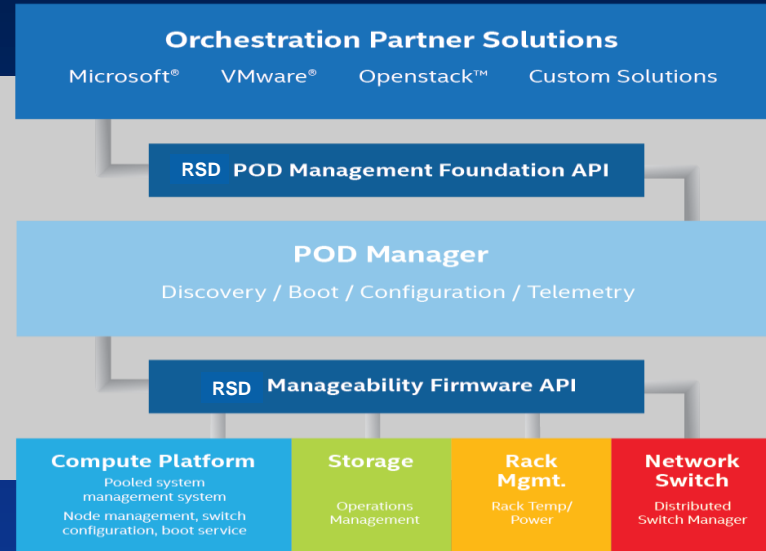 Orchestration Partner Solutions
Microsoft® VMware® Openstack™ Custom Solutions
RSD POD Management Foundation API
POD Manager
Discovery / Boot / Configuration / Telemetry
RSD Manageability Firmware API
Compute Platform
Pooled system
management system
Node management, switch
configuration, boot service
Storage
Operations
Management
Rack
Mgmt.
Rack Temp/
Power
Network
Switch
Distributed
Switch Manager